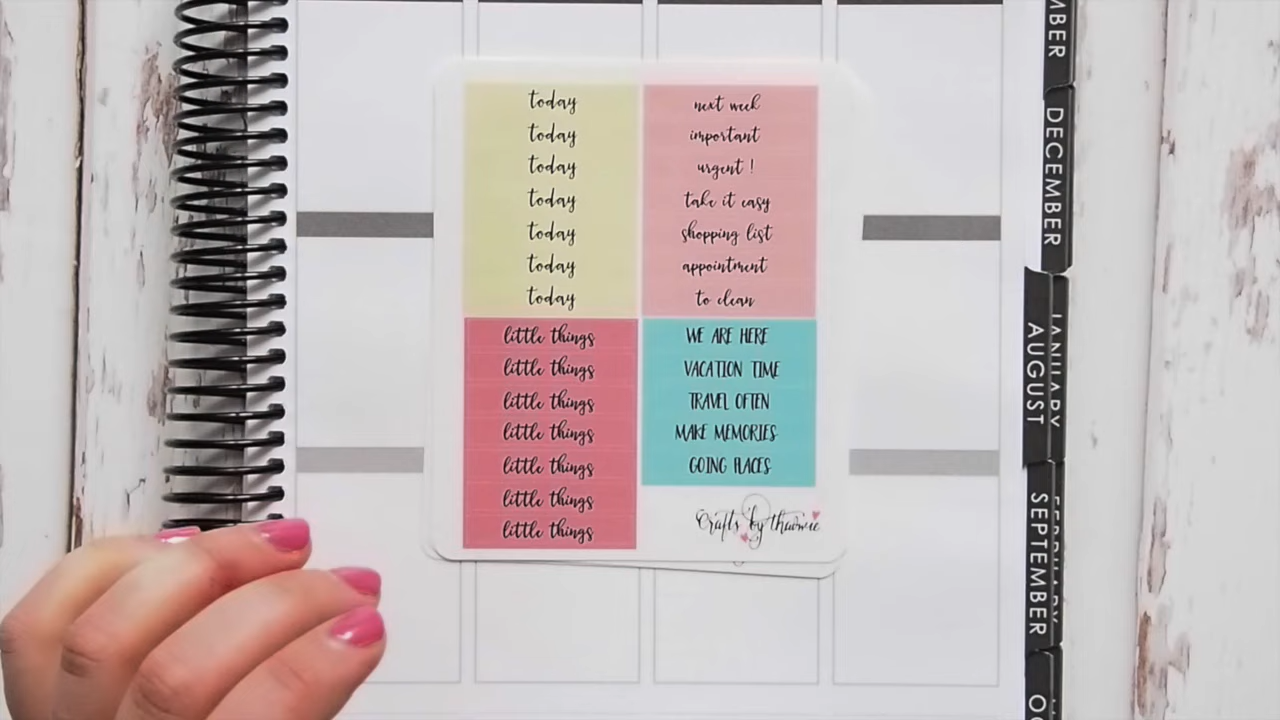 today
today
today
today
today
today
today
next week
important
urgent !
take it easy
shopping list
appointment
to clean
little things
little things
little things
little things
little things
little things
little things
WE ARE HERE
VACATION TIME
TRAVEL OFTEN
MAKE MEMORIES
GOING PLACES
Crafts by
MBER
DECEMBER
JANUARY
AUGUST
SEPTEMBER